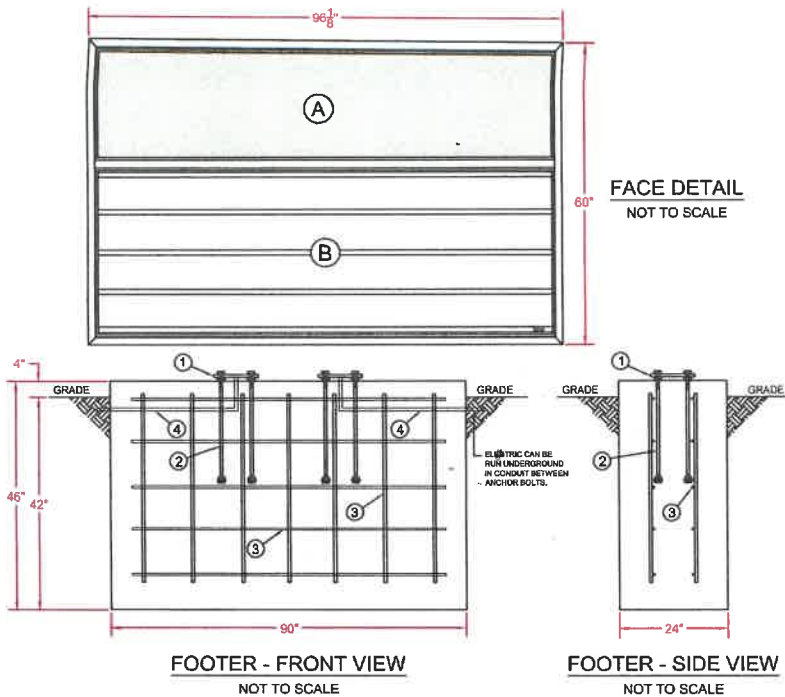 96 1/8"
A
60"
FACE DETAIL
NOT TO SCALE
B
4"
1
GRADE
GRADE
4
4
2
ELECTRIC CAN BE
RUN UNDERGROUND
IN CONDUIT BETWEEN
ANCHOR BOLTS.
46"
42"
3
3
90"
FOOTER - FRONT VIEW
NOT TO SCALE
1
GRADE
GRADE
2
3
24"
FOOTER - SIDE VIEW
NOT TO SCALE